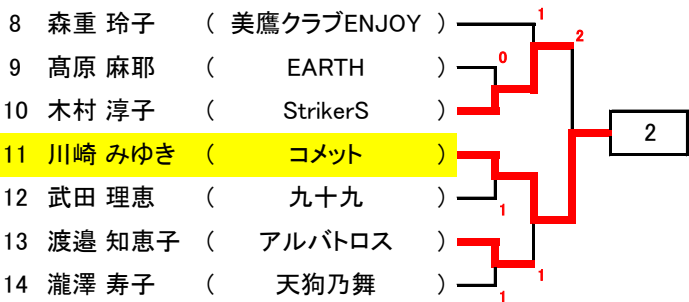 8 森重 玲子 ( 美鷹クラブENJOY ) 1
2
9 髙原 麻耶 ( EARTH ) 0
10 木村 淳子 ( StrikerS )
2
11 川崎 みゆき ( コメット )
12 武田 理恵 ( 九十九 ) 1
13 渡邉 知恵子 ( アルバトロス )
1
14 瀧澤 寿子 ( 天狗乃舞 ) 1